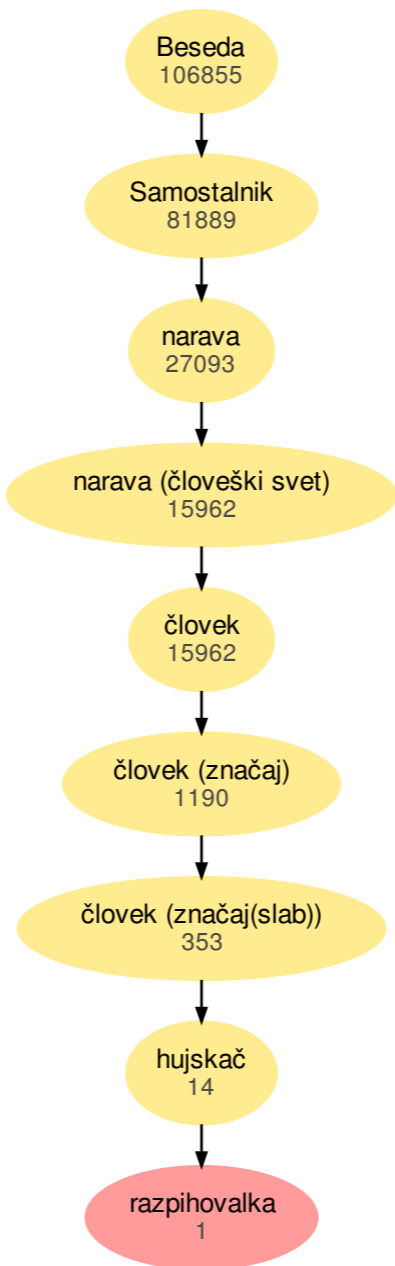 Beseda
106855
Samostalnik
81889
narava
27093
narava (človeški svet)
15962
človek
15962
človek (značaj)
1190
človek (značaj(slab))
353
hujskač
14
razpihovalka
1